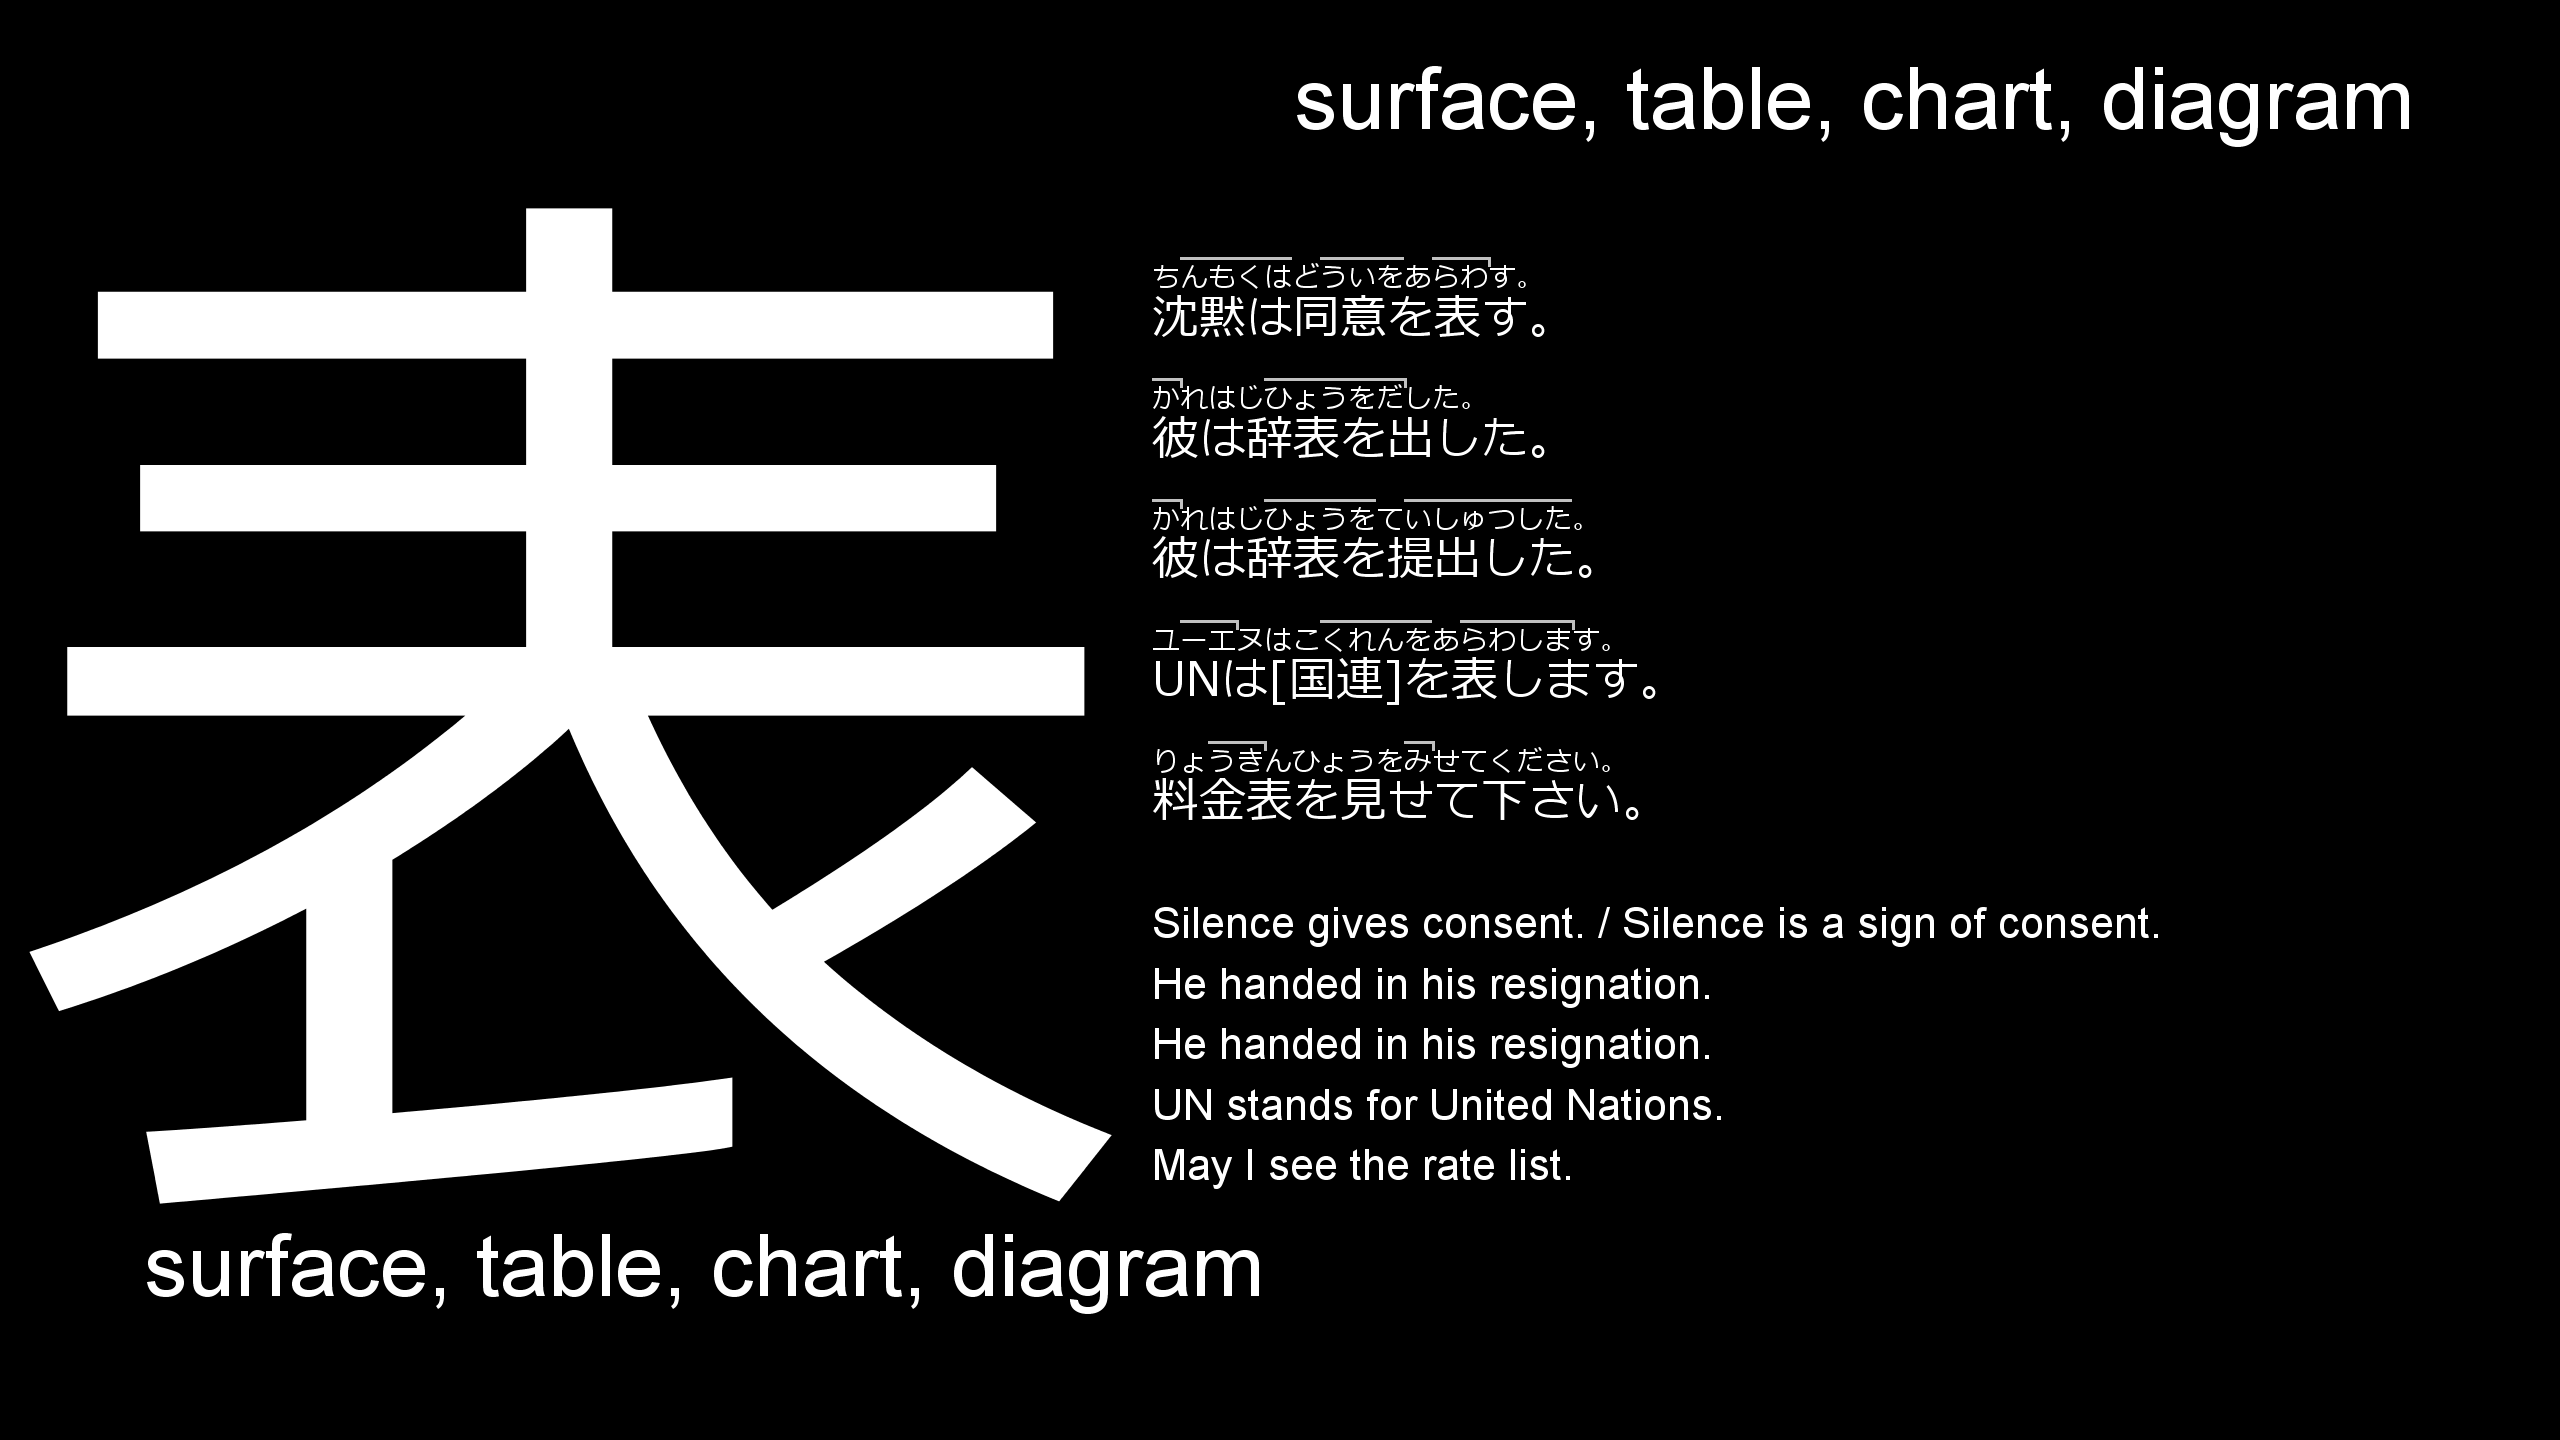 surface, table, chart, diagram
表
ちんもくはどういをあらわす。
沈黙は同意を表す。
かれはじひょうをだした。
彼は辞表を出した。
かれはじひょうをていしゅつした。
彼は辞表を提出した。
ユーエヌはこくれんをあらわします。
UNは[国連]を表します。
りょうきんひょうをみせてください。
料金表を見せて下さい。
Silence gives consent. / Silence is a sign of consent.
He handed in his resignation.
He handed in his resignation.
UN stands for United Nations.
May I see the rate list.
surface, table, chart, diagram